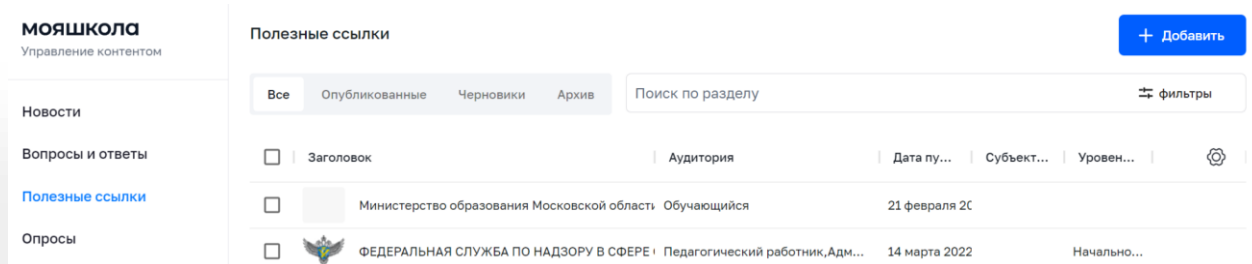 мояшкола
Управление контентом
Новости
Вопросы и ответы
Полезные ссылки
Опросы
Полезные ссылки
+ Добавить
Все Опубликованные Черновики Архив
Поиск по разделу
фильтры
Заголовок Аудитория Дата пу... Субъект... Уровен...
Министерство образования Московской области Обучающийся 21 февраля 20
ФЕДЕРАЛЬНАЯ СЛУЖБА ПО НАДЗОРУ В СФЕРЕ Педагогический работник,Адм... 14 марта 2022 Начально...